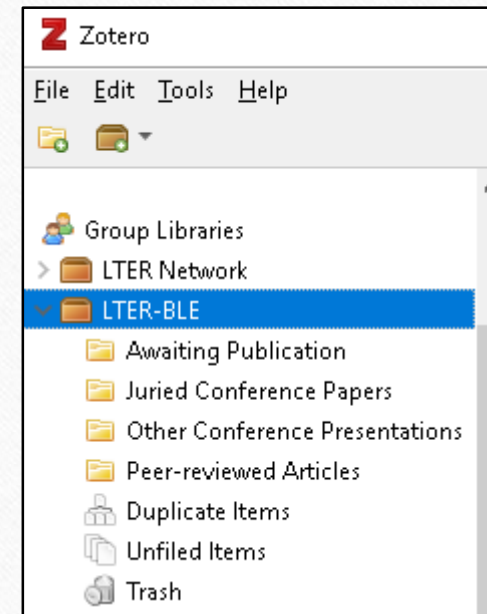 Zotero
File Edit Tools Help
Group Libraries
LTER Network
LTER-BLE
Awaiting Publication
Juried Conference Papers
Other Conference Presentations
Peer-reviewed Articles
Duplicate Items
Unfiled Items
Trash